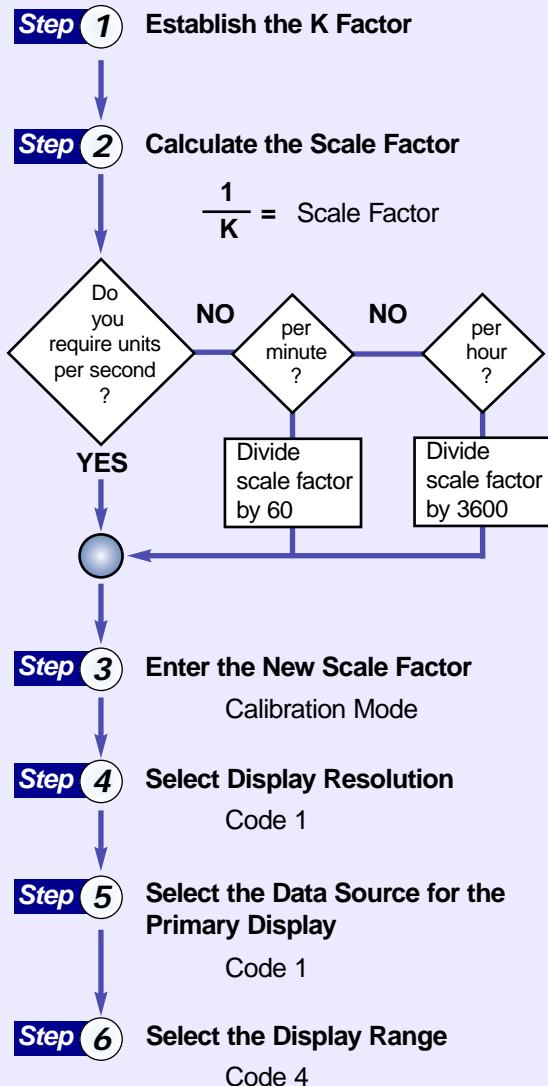 Step 1 Establish the K Factor
Step 2 Calculate the Scale Factor
1
K = Scale Factor
Do
you
require units
per second
?
NO
per
minute
?
NO
per
hour
?
YES
Divide
scale factor
by 60
Divide
scale factor
by 3600
Step 3 Enter the New Scale Factor
Calibration Mode
Step 4 Select Display Resolution
Code 1
Step 5 Select the Data Source for the
Primary Display
Code 1
Step 6 Select the Display Range
Code 4